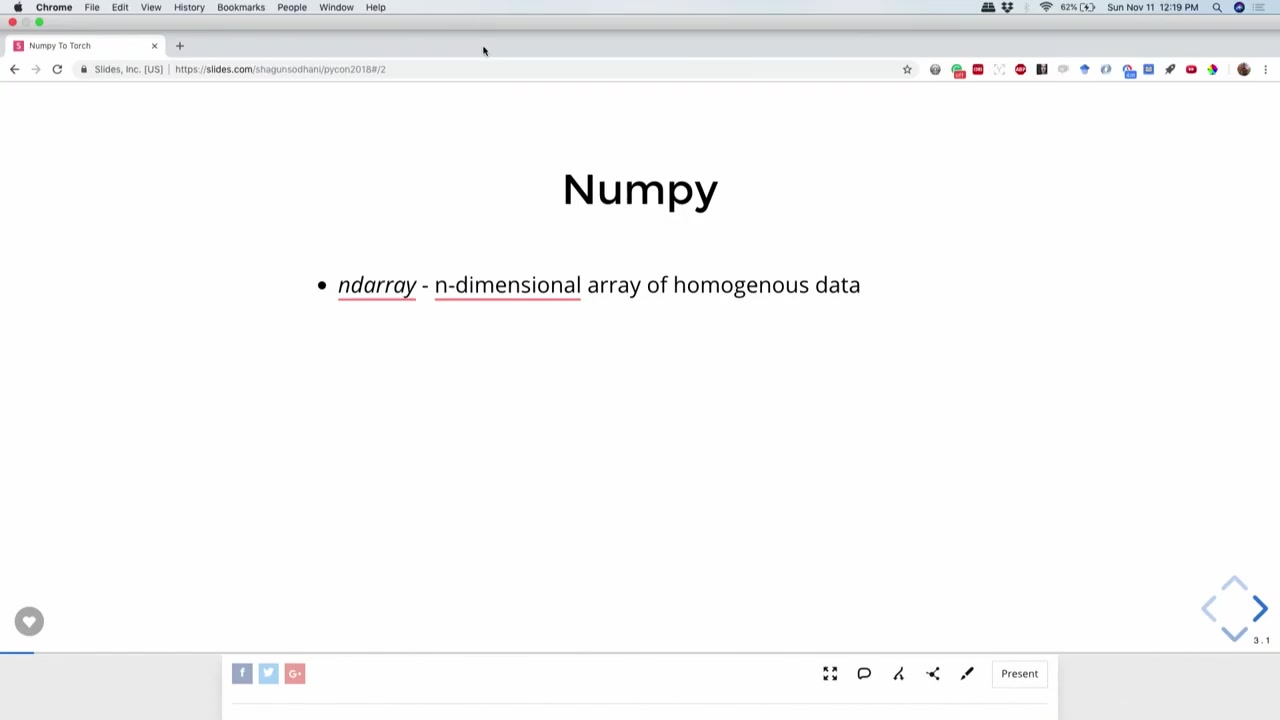 Chrome File Edit View History Bookmarks People Window Help 62% Sun Nov 11 12:19 PM
Numpy To Torch
Slides, Inc. [US] https://slides.com/shagunsodhani/pycon2018#/2
Numpy
ndarray - n-dimensional array of homogenous data
3.1
Present